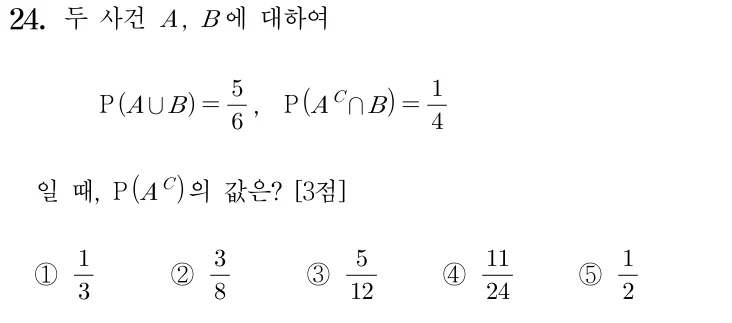 24. 두 사건 A, B에 대하여
P(A∪B)=5/6, P(A^C∩B)=1/4
일 때, P(A^C)의 값은? [3점]
① 1/3 ② 3/8 ③ 5/12 ④ 11/24 ⑤ 1/2